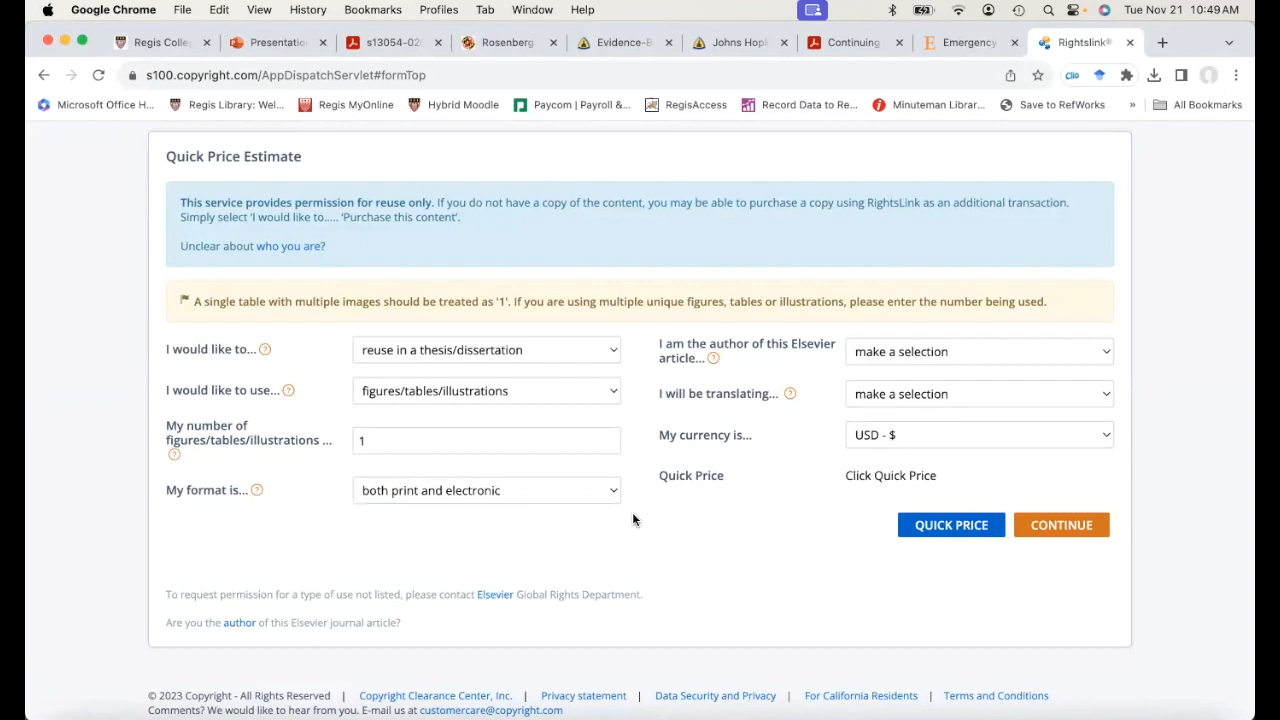 Google Chrome File Edit View History Bookmarks Profiles Tab Window Help Tue Nov 21 10:49 AM
Regis Colle Presentatio s13054-02 Rosenberg Evidence-B Johns Hopk Continuing Emergency Rightslink®
s100.copyright.com/AppDispatchServlet#formTop
Microsoft Office H... Regis Library: Wel... Regis MyOnline Hybrid Moodle Paycom | Payroll &... RegisAccess Record Data to Re... Minuteman Librar... Save to RefWorks » All Bookmarks
Quick Price Estimate
This service provides permission for reuse only. If you do not have a copy of the content, you may be able to purchase a copy using RightsLink as an additional transaction.
Simply select 'I would like to..... 'Purchase this content'.
Unclear about who you are?
A single table with multiple images should be treated as '1'. If you are using multiple unique figures, tables or illustrations, please enter the number being used.
I would like to... ? reuse in a thesis/dissertation
I would like to use... ? figures/tables/illustrations
My number of
figures/tables/illustrations ...
? 1
My format is... ? both print and electronic
I am the author of this Elsevier
article... ? make a selection
I will be translating... ? make a selection
My currency is... USD - $
Quick Price Click Quick Price
QUICK PRICE CONTINUE
To request permission for a type of use not listed, please contact Elsevier Global Rights Department.
Are you the author of this Elsevier journal article?
© 2023 Copyright - All Rights Reserved | Copyright Clearance Center, Inc. | Privacy statement | Data Security and Privacy | For California Residents | Terms and Conditions
Comments? We would like to hear from you. E-mail us at customercare@copyright.com